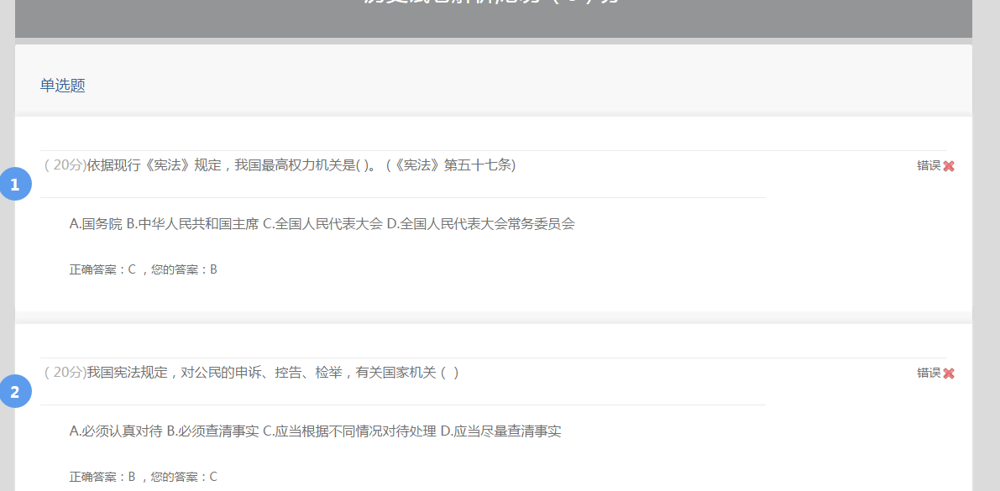 单选题
( 20分)依据现行《宪法》规定，我国最高权力机关是( )。 (《宪法》第五十七条)
错误
1
A.国务院 B.中华人民共和国主席 C.全国人民代表大会 D.全国人民代表大会常务委员会
正确答案：C ，您的答案：B
( 20分)我国宪法规定，对公民的申诉、控告、检举，有关国家机关 ( )
错误
2
A.必须认真对待 B.必须查清事实 C.应当根据不同情况对待处理 D.应当尽量查清事实
正确答案：B ，您的答案：C